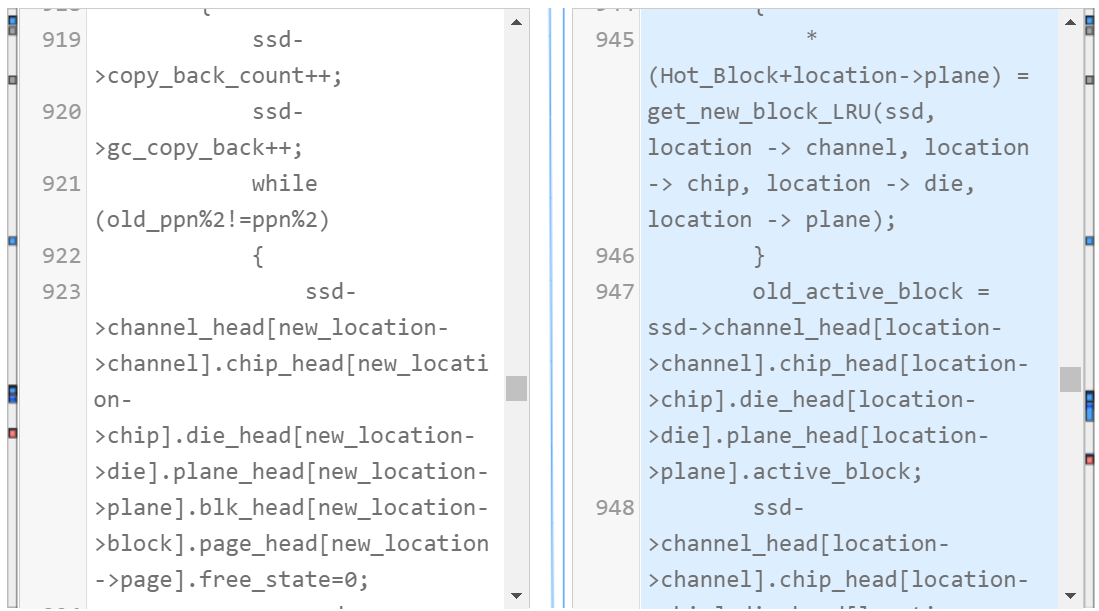 919 ssd-
>copy_back_count++;
920 ssd-
>gc_copy_back++;
921 while
(old_ppn%2!=ppn%2)
922 {
923 ssd-
>channel_head[new_location-
>channel].chip_head[new_locati
on-
>chip].die_head[new_location-
>die].plane_head[new_location-
>plane].blk_head[new_location-
>block].page_head[new_location
->page].free_state=0;
945 *
(Hot_Block+location->plane) =
get_new_block_LRU(ssd,
location -> channel, location
-> chip, location -> die,
location -> plane);
946 }
947 old_active_block =
ssd->channel_head[location-
>channel].chip_head[location-
>chip].die_head[location-
>die].plane_head[location-
>plane].active_block;
948 ssd-
>channel_head[location-
>channel].chip_head[location-